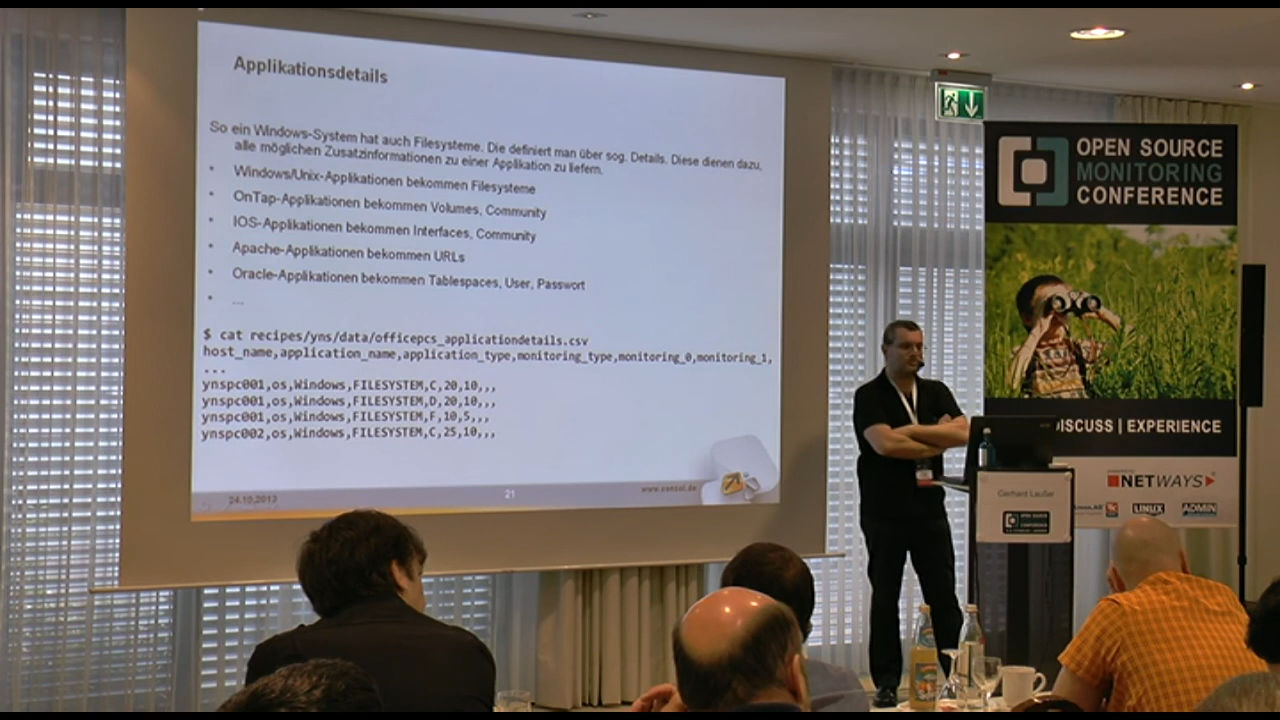 Applikationsdetails
So ein Windows-System hat auch Filesysteme. Die definiert man über sog. Details. Diese dienen dazu,
alle möglichen Zusatzinformationen zu einer Applikation zu liefern.
• Windows/Unix-Applikationen bekommen Filesysteme
• OnTap-Applikationen bekommen Volumes, Community
• IOS-Applikationen bekommen Interfaces, Community
• Apache-Applikationen bekommen URLs
• Oracle-Applikationen bekommen Tablespaces, User, Passwort
• ...
$ cat recipes/yns/data/officepcs_applicationdetails.csv
host_name,application_name,application_type,monitoring_type,monitoring_0,monitoring_1,
...
ynspc001,os,Windows,FILESYSTEM,C,20,10,,,
ynspc001,os,Windows,FILESYSTEM,D,20,10,,,
ynspc001,os,Windows,FILESYSTEM,F,10,5,,,
ynspc002,os,Windows,FILESYSTEM,C,25,10,,,
24.10.2013
21
www.consol.de
OPEN SOURCE
MONITORING
CONFERENCE
DISCUSS | EXPERIENCE
NETWAYS
LINUX
ADMIN
Gerhard Laußer
OPEN SOURCE
CONFERENCE